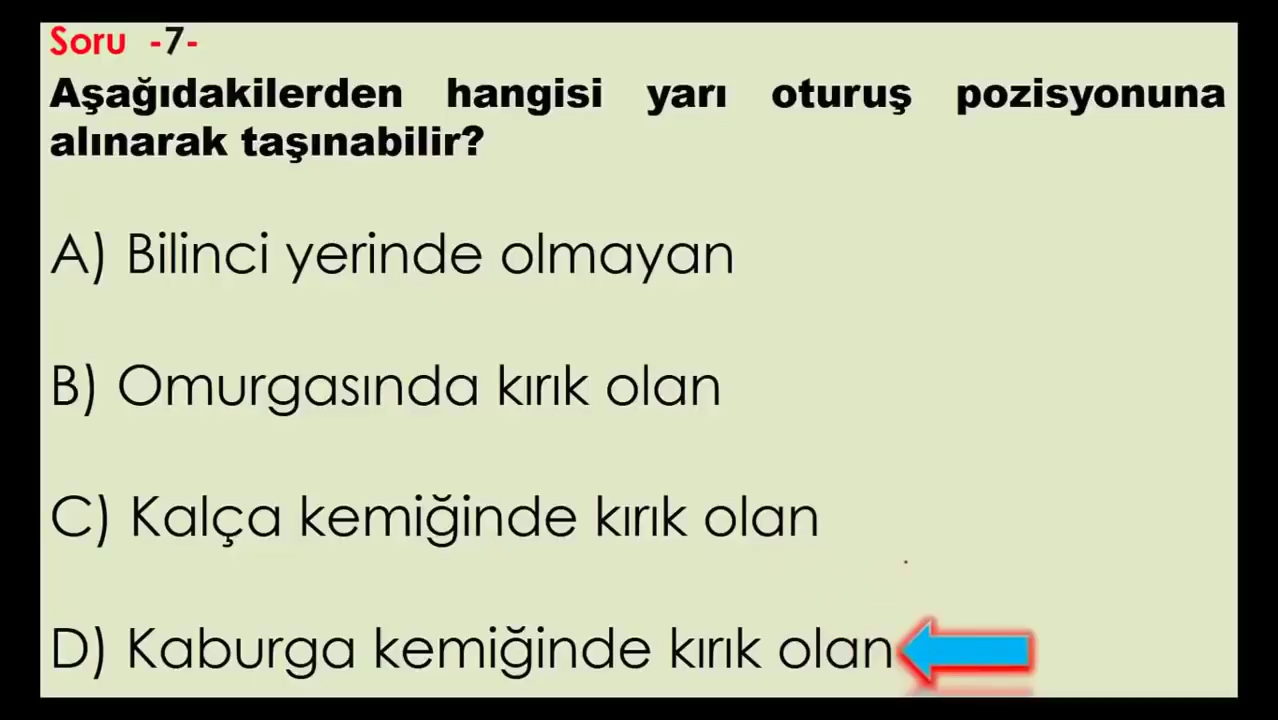 Soru -7-
Aşağıdakilerden hangisi yarı oturuş pozisyonuna
alınarak taşınabilir?
A) Bilinci yerinde olmayan
B) Omurgasında kırık olan
C) Kalça kemiğinde kırık olan
D) Kaburga kemiğinde kırık olan